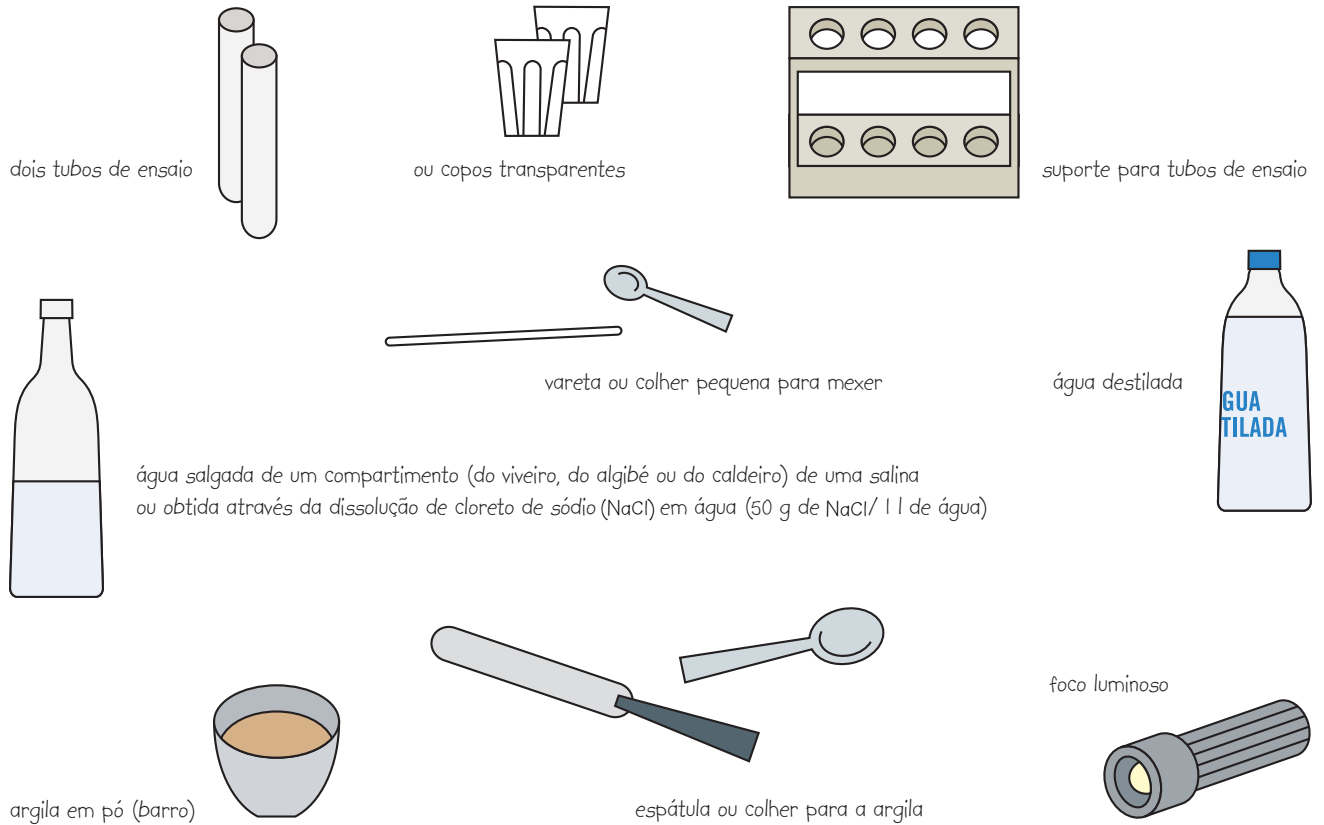 dois tubos de ensaio
ou copos transparentes
suporte para tubos de ensaio
vareta ou colher pequena para mexer
água destilada
GUA
TILADA
água salgada de um compartimento (do viveiro, do algibé ou do caldeiro) de uma salina
ou obtida através da dissolução de cloreto de sódio (NaCl) em água (50 g de NaCl/ 1 l de água)
foco luminoso
argila em pó (barro)
espátula ou colher para a argila